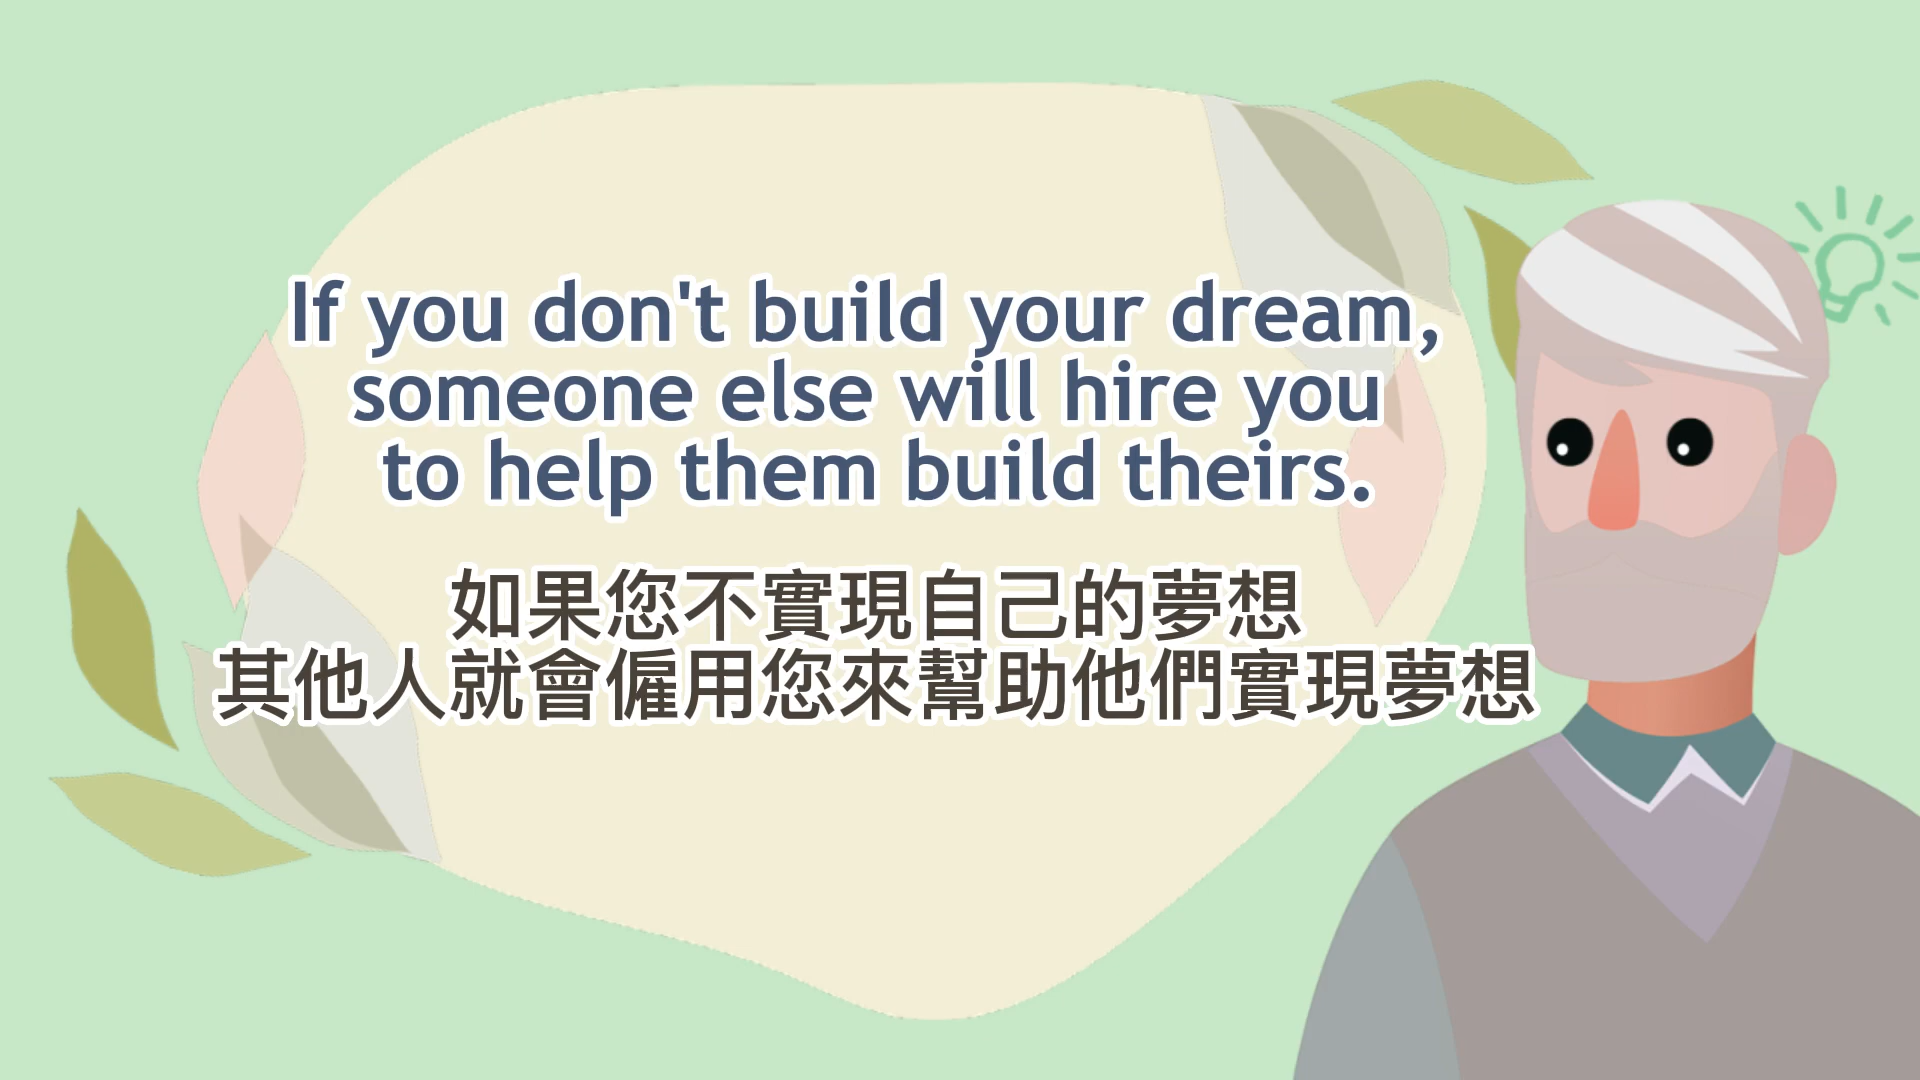 If you don't build your dream,
someone else will hire you
to help them build theirs.
如果您不實現自己的夢想
其他人就會僱用您來幫助他們實現夢想